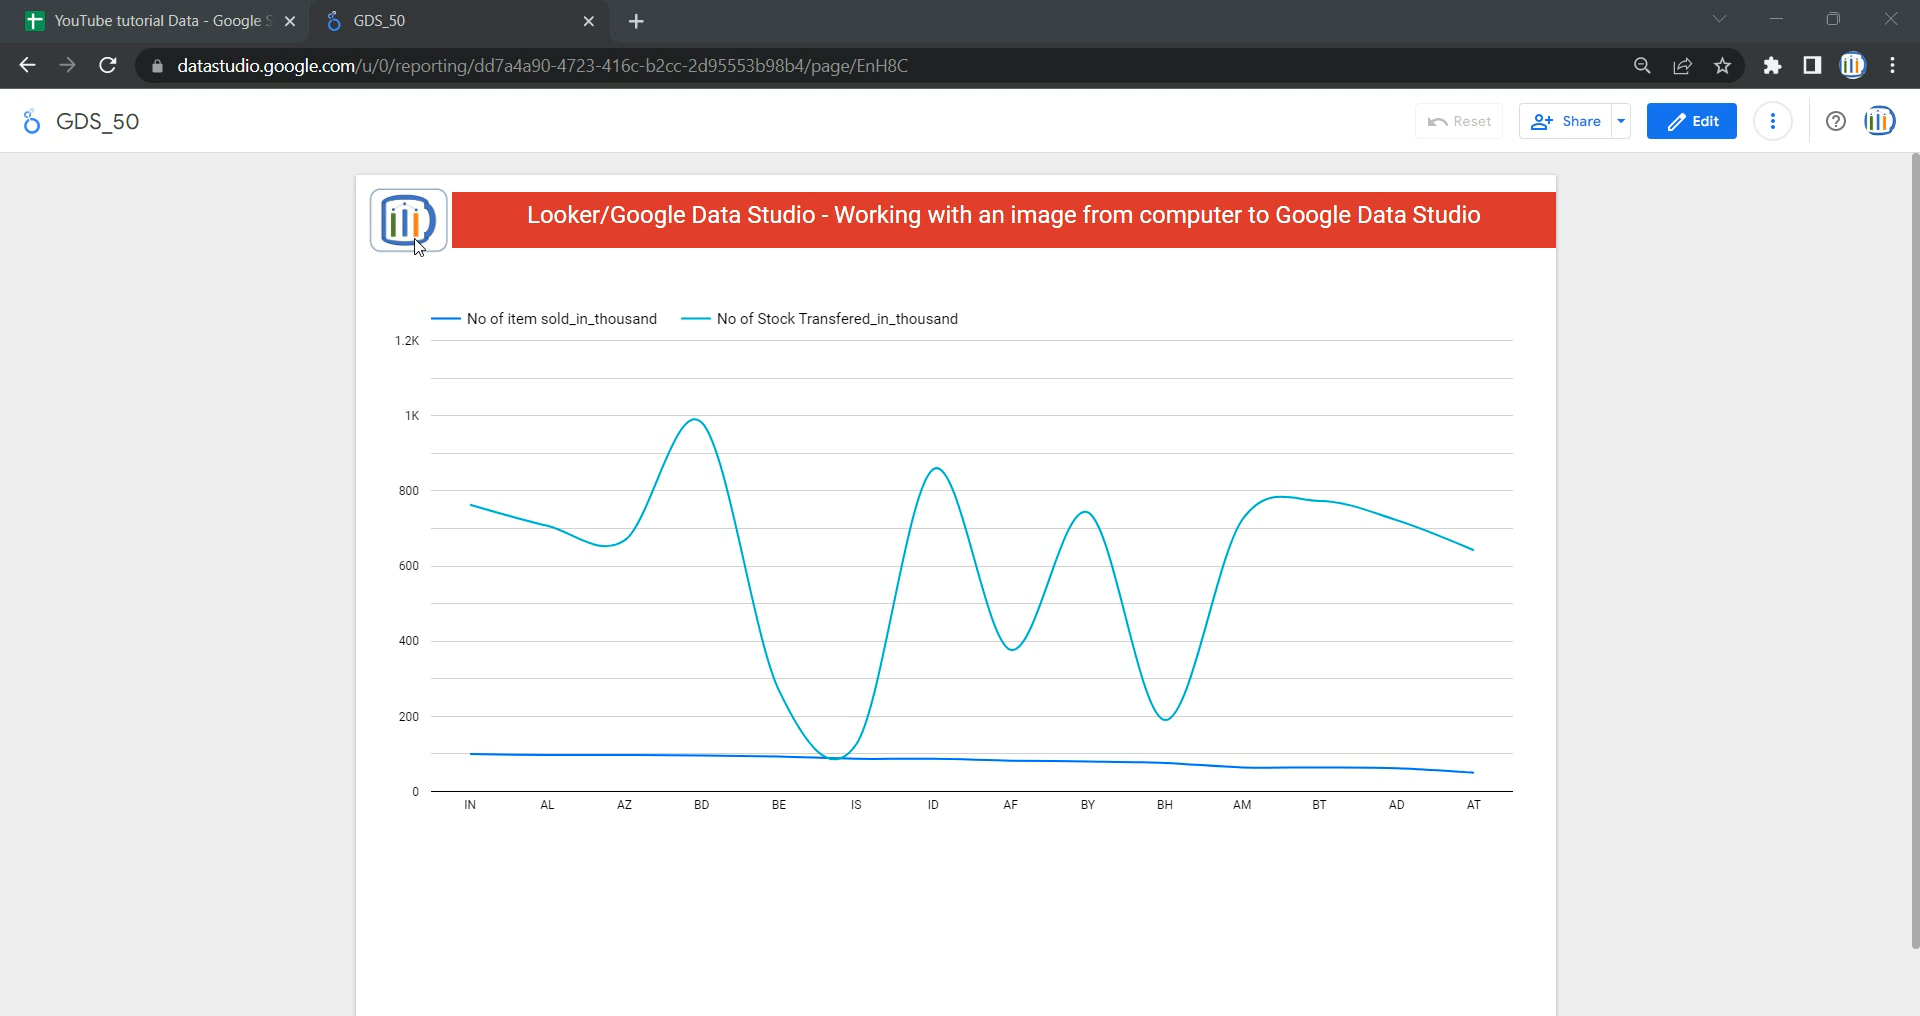 YouTube tutorial Data - Google S
GDS_50
datastudio.google.com/u/0/reporting/dd7a4a90-4723-416c-b2cc-2d95553b98b4/page/EnH8C
GDS_50
Reset
Share
Edit
Looker/Google Data Studio - Working with an image from computer to Google Data Studio
No of item sold_in_thousand
No of Stock Transfered_in_thousand
1.2K
1K
800
600
400
200
0
IN AL AZ BD BE IS ID AF BY BH AM BT AD AT